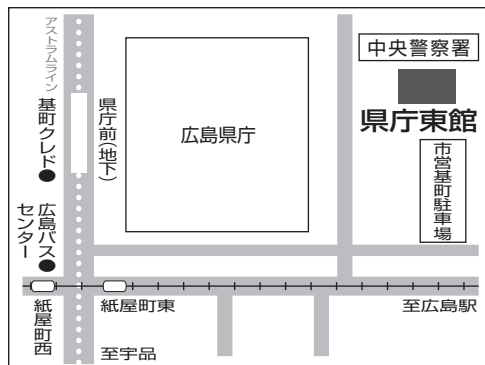 アストラムライン
基町クレド
県庁前(地下)
広島県庁
中央警察署
県庁東館
市営基町駐車場
広島バス
センター
紙屋町西
紙屋町東
至広島駅
至宇品